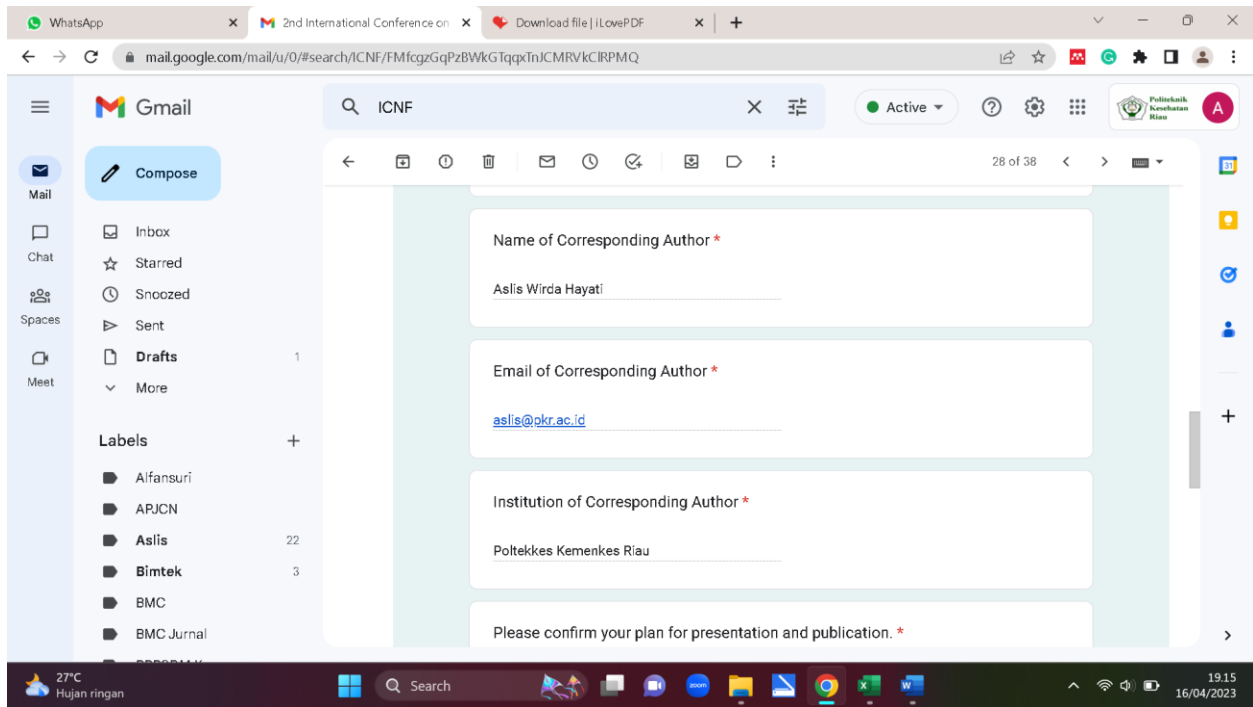 WhatsApp
2nd International Conference on
Download file | iLovePDF
mail.google.com/mail/u/0/#search/ICNF/FMfcgzGqPzBWkGTqqxTnJCMRVkClRPMQ
Gmail
ICNF
Active
Politeknik
Kesehatan
Riau
A
Compose
28 of 38
31
Mail
Chat
Spaces
Meet
Inbox
Starred
Snoozed
Sent
Drafts 1
More
Labels
Alfansuri
APJCN
Aslis 22
Bimtek 3
BMC
BMC Jurnal
Name of Corresponding Author *
Aslis Wirda Hayati
Email of Corresponding Author *
aslis@pkr.ac.id
Institution of Corresponding Author *
Poltekkes Kemenkes Riau
Please confirm your plan for presentation and publication. *
27°C
Hujan ringan
Search
zoom
19.15
16/04/2023